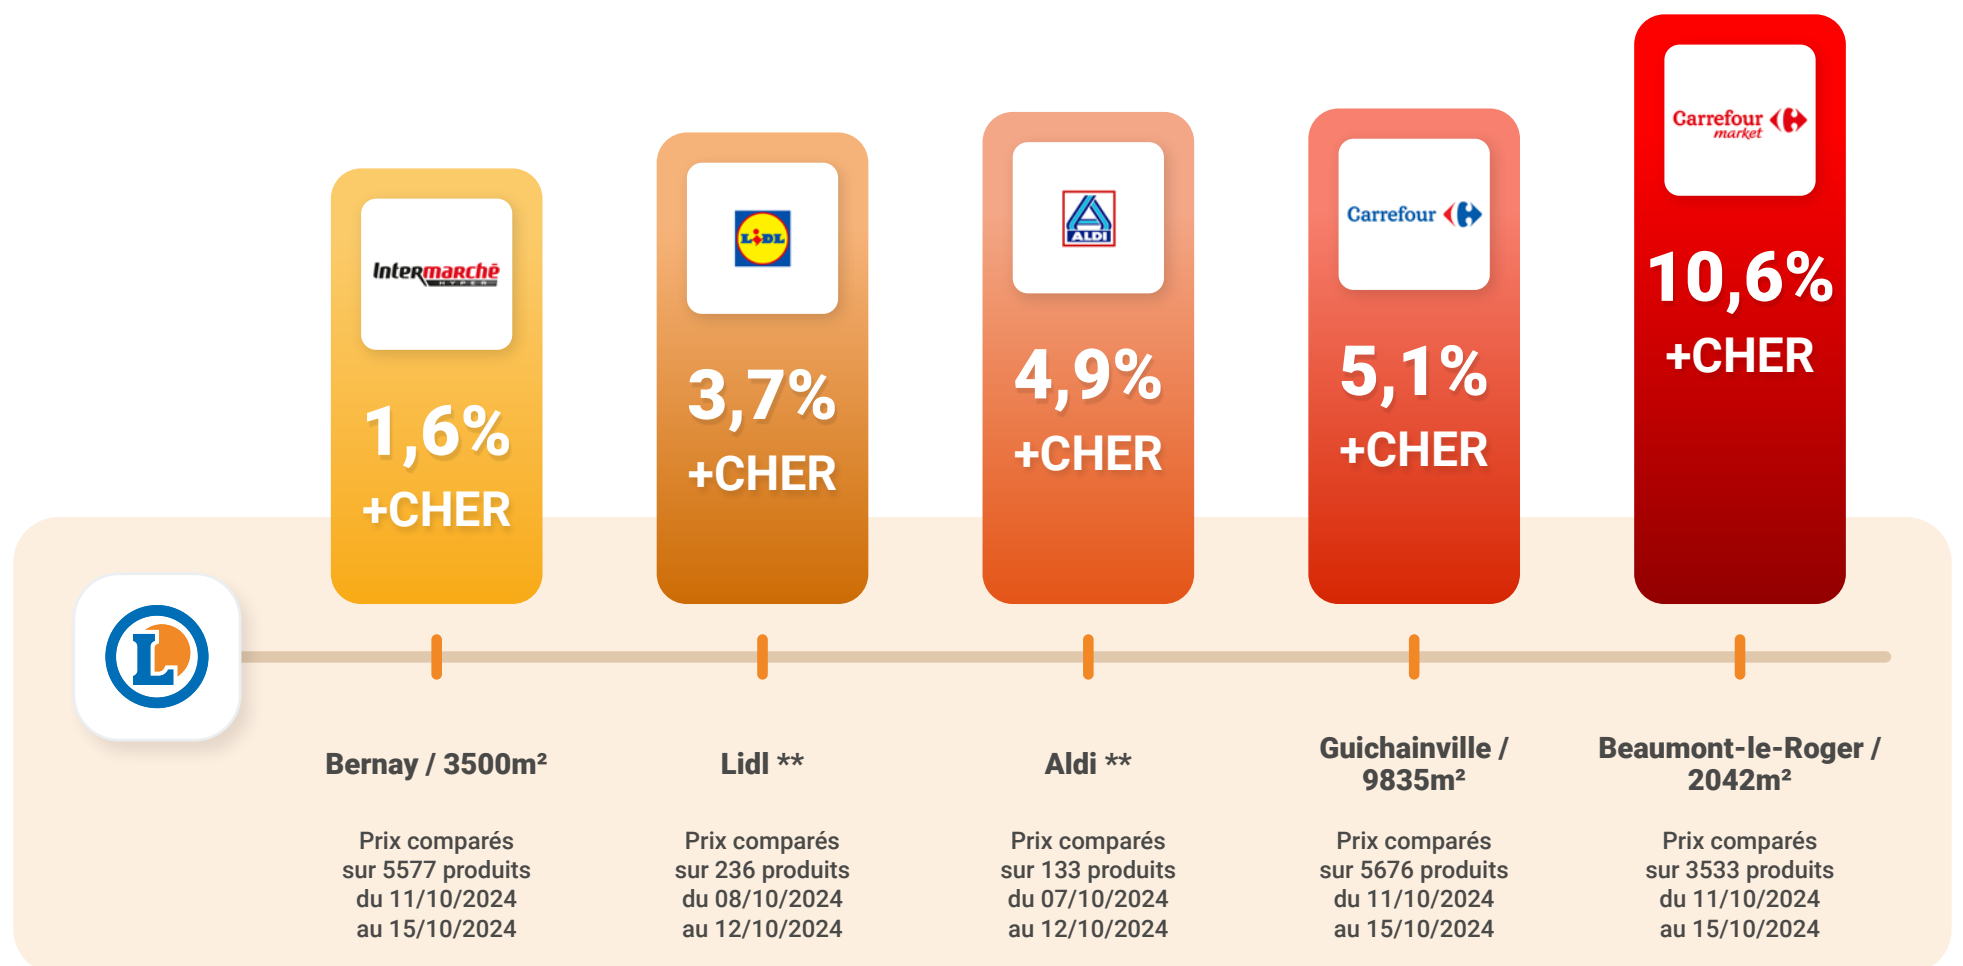 Intermarché
HYPER
1,6%
+CHER
LIDL
3,7%
+CHER
ALDI
4,9%
+CHER
Carrefour
5,1%
+CHER
Carrefour
market
10,6%
+CHER
L
Bernay / 3500m²
Prix comparés
sur 5577 produits
du 11/10/2024
au 15/10/2024
Lidl **
Prix comparés
sur 236 produits
du 08/10/2024
au 12/10/2024
Aldi **
Prix comparés
sur 133 produits
du 07/10/2024
au 12/10/2024
Guichainville /
9835m²
Prix comparés
sur 5676 produits
du 11/10/2024
au 15/10/2024
Beaumont-le-Roger /
2042m²
Prix comparés
sur 3533 produits
du 11/10/2024
au 15/10/2024